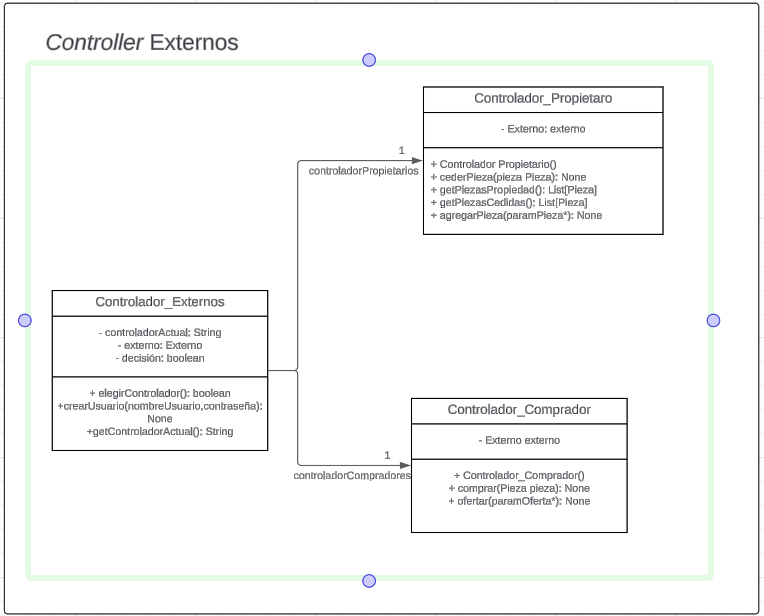 Controller Externos
Controlador_Propietaro
- Externo: externo
1
controladorPropietarios
+ Controlador Propietario()
+ cederPieza(pieza Pieza): None
+ getPIezasPropiedad(): List[Pieza]
+ getPIezasCedidas(): List[Pieza]
+ agregarPieza(paramPieza*): None
Controlador_Externos
- controladorActual: String
- externo: Externo
- decisión: boolean
+ elegirControlador(): boolean
+crearUsuario(nombreUsuario,contraseña):
None
+getControladorActual(): String
1
controladorCompradores
Controlador_Comprador
- Externo externo
+ Controlador_Comprador()
+ comprar(Pieza pieza): None
+ ofertar(paramOferta*): None